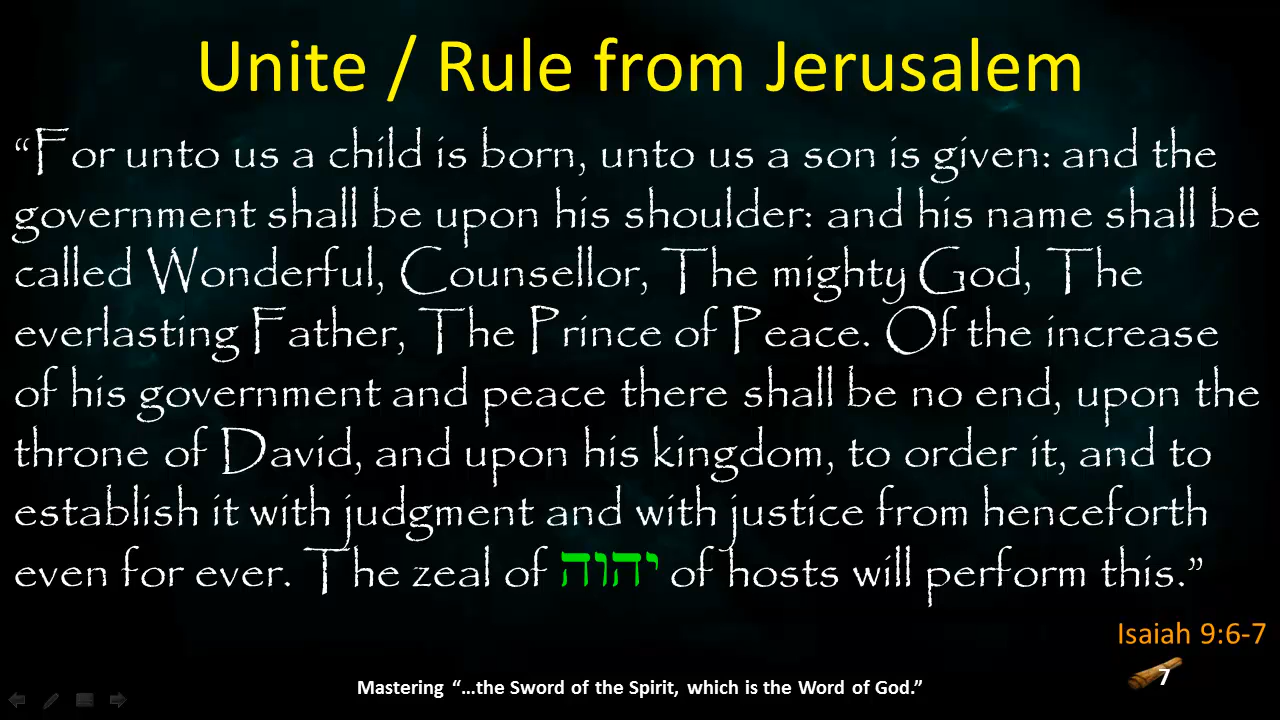 Unite / Rule from Jerusalem
“For unto us a child is born, unto us a son is given: and the
government shall be upon his shoulder: and his name shall be
called Wonderful, Counsellor, The mighty God, The
everlasting Father, The Prince of Peace. Of the increase
of his government and peace there shall be no end, upon the
throne of David, and upon his kingdom, to order it, and to
establish it with judgment and with justice from henceforth
even for ever. The zeal of יהוה of hosts will perform this.”
Isaiah 9:6-7
7
Mastering “…the Sword of the Spirit, which is the Word of God.”